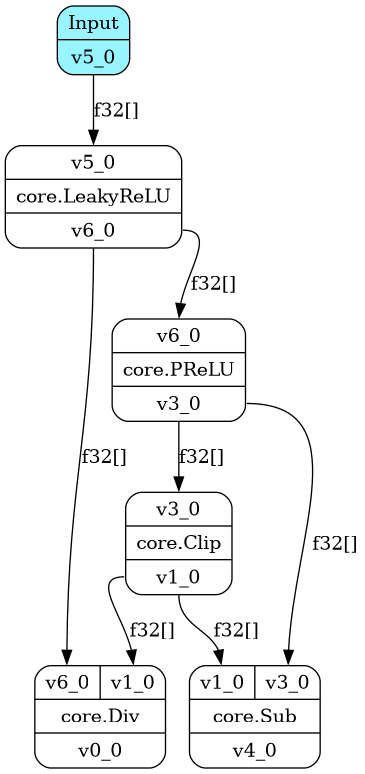 Input
v5_0
f32[]
v5_0
core.LeakyReLU
v6_0
f32[]
v6_0
core.PReLU
v3_0
f32[]
f32[]
v3_0
core.Clip
v1_0
f32[]
f32[]
f32[]
v6_0 v1_0
core.Div
v0_0
v1_0 v3_0
core.Sub
v4_0